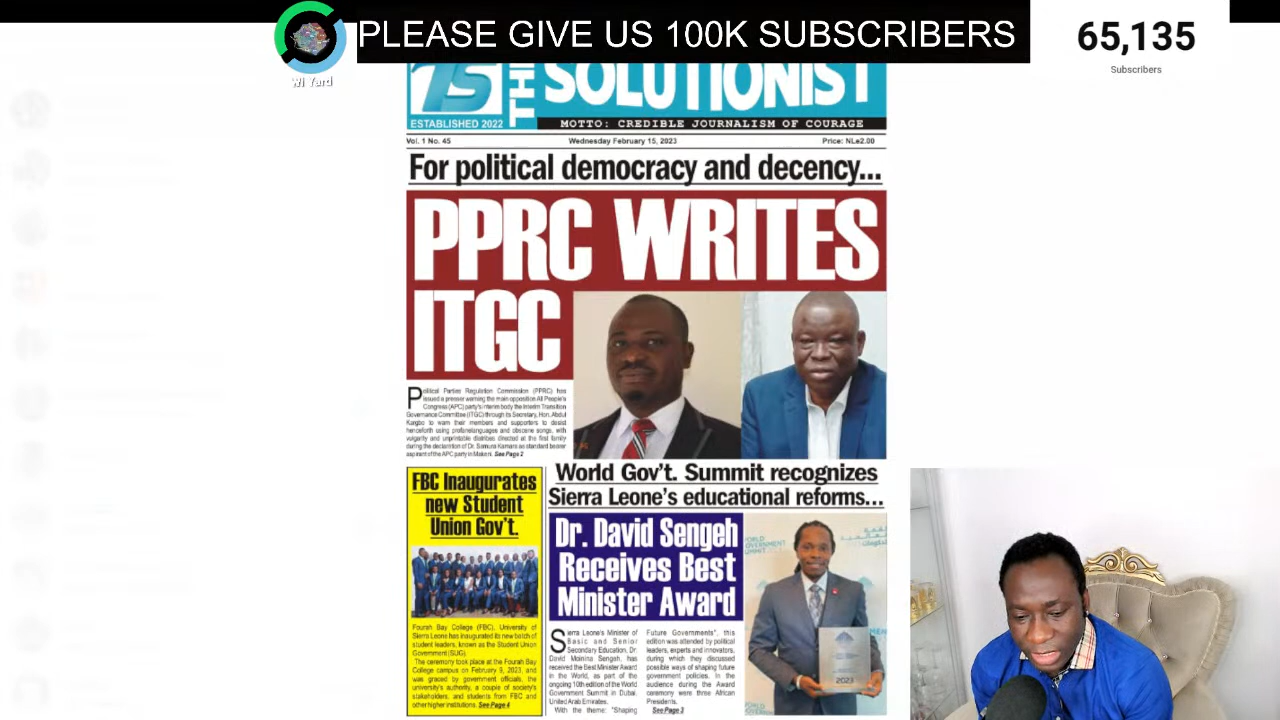 PLEASE GIVE US 100K SUBSCRIBERS
65,135
Subscribers
Wi Yard
TS THE SOLUTIONIST
ESTABLISHED 2022
MOTTO: CREDIBLE JOURNALISM OF COURAGE
Vol. 1 No. 45 Wednesday February 15, 2023 Price: NLe2.00
For political democracy and decency...
PPRC WRITES
ITGC
Political Parties Regulation Commission (PPRC) has
issued a presser warning the main opposition All People's
Congress (APC) party's interim body the Interim Transition
Governance Committee (ITGC) through its Secretary, Hon. Abdul
Kargbo to warn their members and supporters to desist
henceforth using profane languages and obscene songs, with
vulgarity and unprintable diatribes directed at the first family
during the declaration of Dr. Samura Kamara as standard bearer
aspirant of the APC party in Makeni. See Page 2
FBC Inaugurates
new Student
Union Gov't.
Fourah Bay College (FBC), University of
Sierra Leone has inaugurated its new batch of
student leaders, known as the Student Union
Government (SUG).
The ceremony took place at the Fourah Bay
College campus on February 9, 2023, and
was graced by government officials, the
university's authority, a couple of society's
stakeholders, and students from FBC and
other higher institutions. See Page 4
World Gov't. Summit recognizes
Sierra Leone's educational reforms...
Dr. David Sengeh
Receives Best
Minister Award
Sierra Leone's Minister of
Basic and Senior
Secondary Education, Dr.
David Moinina Sengeh, has
received the Best Minister Award
in the World, as part of the
ongoing 10th edition of the World
Government Summit in Dubai,
United Arab Emirates.
With the theme: "Shaping
Future Governments", this
edition was attended by political
leaders, experts and innovators,
during which they discussed
possible ways of shaping future
government policies. In the
audience during the Award
ceremony were three African
Presidents.
See Page 3
2023